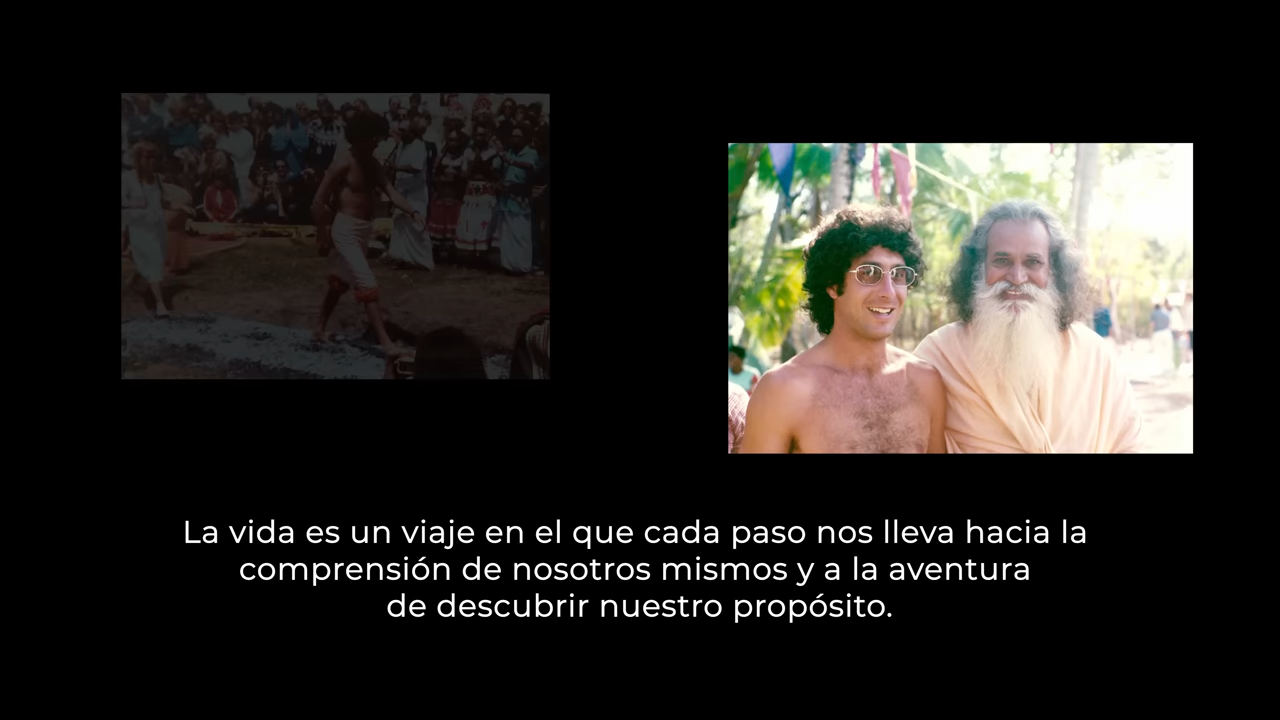 La vida es un viaje en el que cada paso nos lleva hacia la
comprensión de nosotros mismos y a la aventura
de descubrir nuestro propósito.